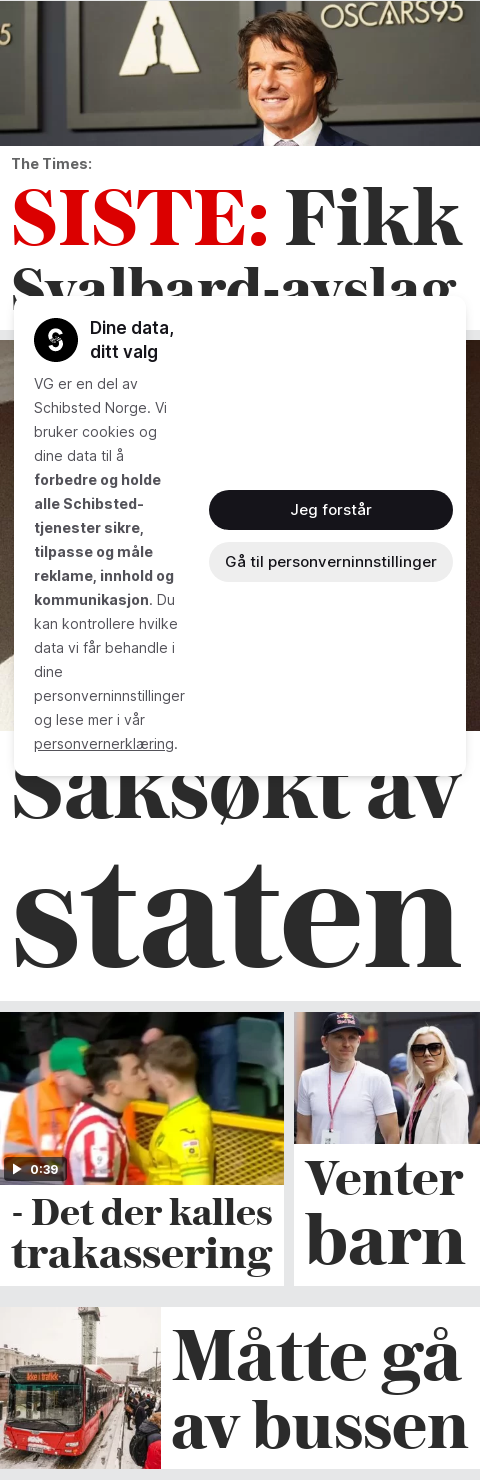 OSCARS95
The Times:
SISTE: Fikk
Svalbard-avslag
Dine data,
ditt valg
VG er en del av
Schibsted Norge. Vi
bruker cookies og
dine data til å
forbedre og holde
alle Schibsted-
tjenester sikre,
tilpasse og måle
reklame, innhold og
kommunikasjon. Du
kan kontrollere hvilke
data vi får behandle i
dine
personverninnstillinger
og lese mer i vår
personvernerklæring.
Jeg forstår
Gå til personverninnstillinger
Saksøkt av
staten
0:39
- Det der kalles
trakassering
Venter
barn
Ikke i trafikk
Måtte gå
av bussen